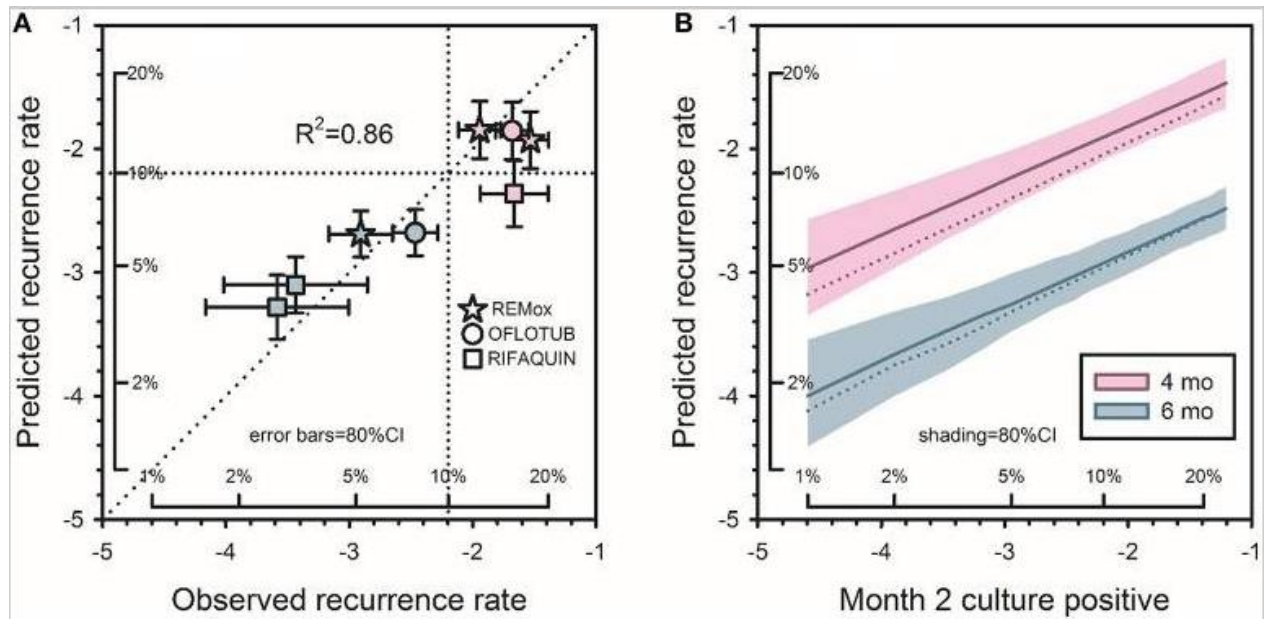 A
-1
-2
-3
-4
-5
20%
10%
5%
2%
R²=0.86
REMox
OFLOTUB
RIFAQUIN
error bars=80%CI
1% 2% 5% 10% 20%
-5 -4 -3 -2 -1
Predicted recurrence rate
Observed recurrence rate
B
-1
-2
-3
-4
-5
20%
10%
5%
2%
4 mo
6 mo
shading=80%CI
1% 2% 5% 10% 20%
-5 -4 -3 -2 -1
Predicted recurrence rate
Month 2 culture positive